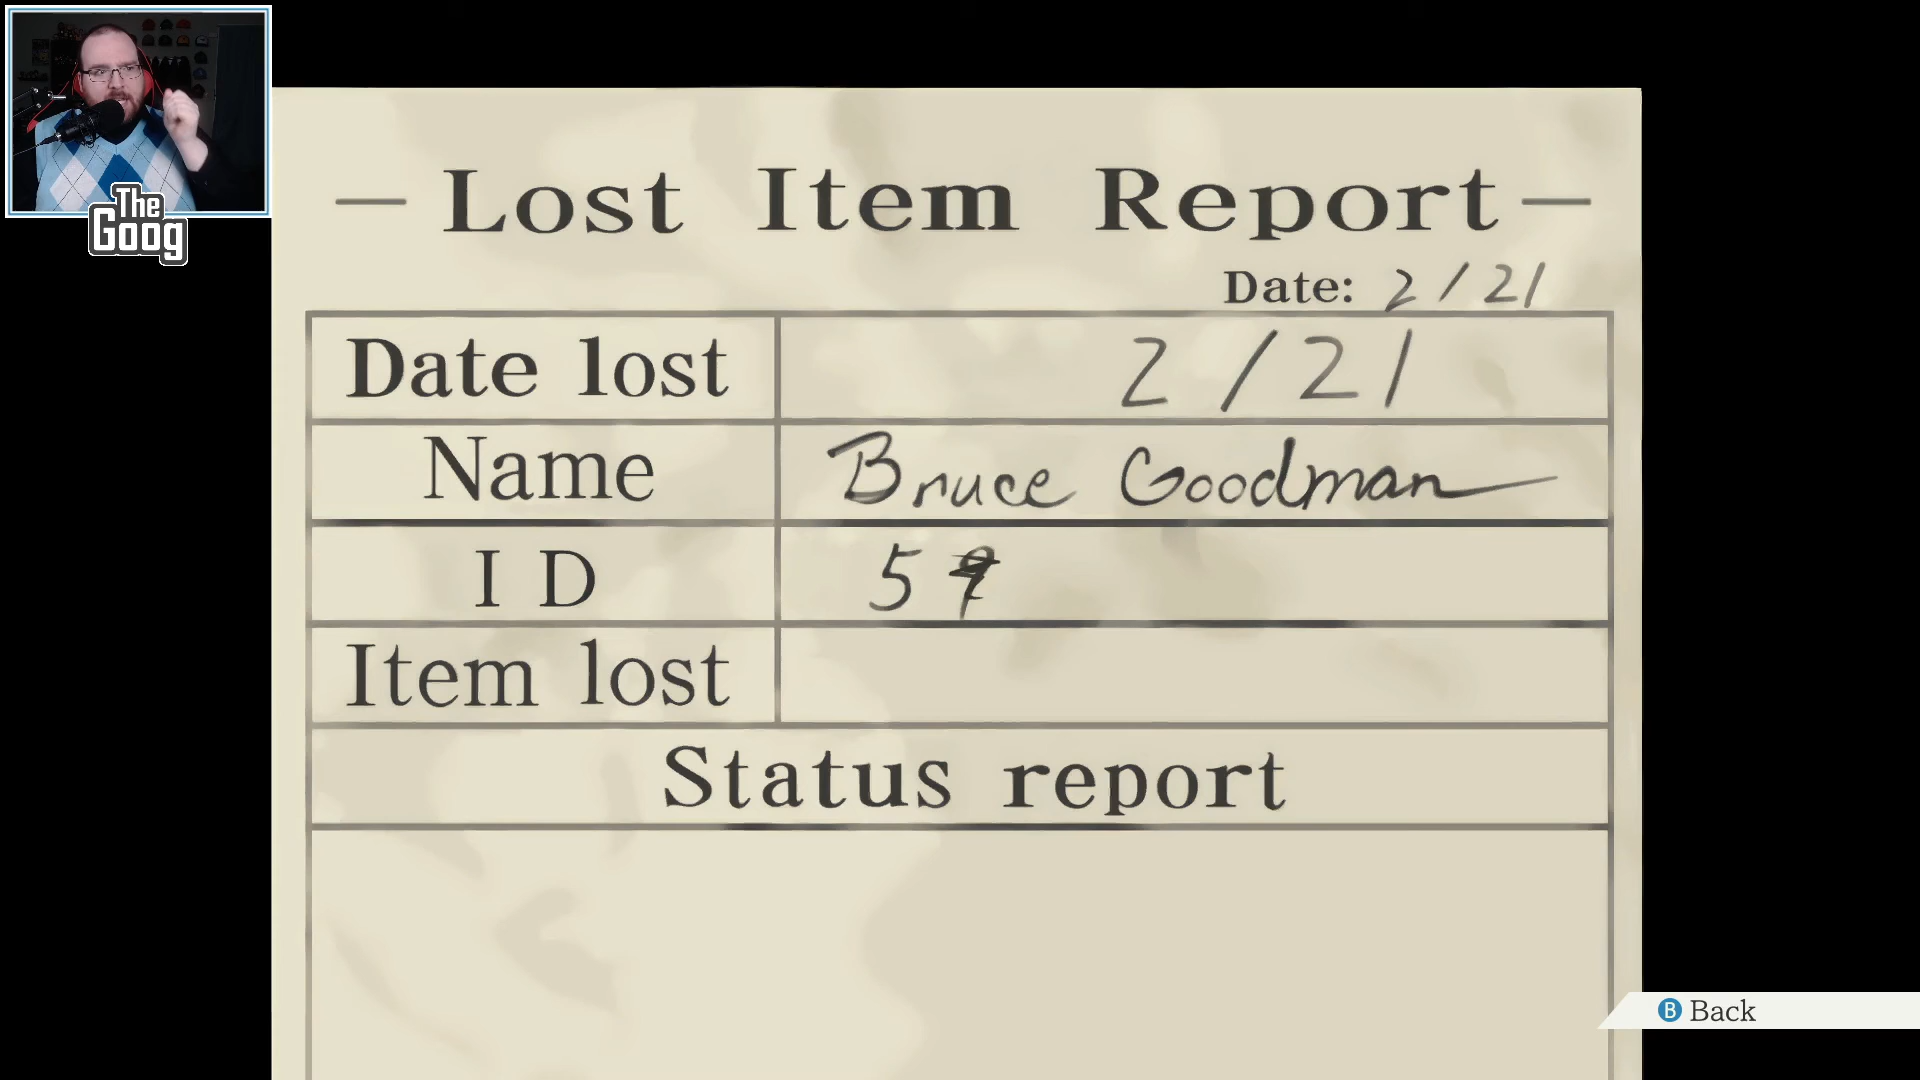 The
Goog
— Lost Item Report —
Date: 2/21
Date lost 2/21
Name Bruce Goodman
ID 5
Item lost
Status report
B Back